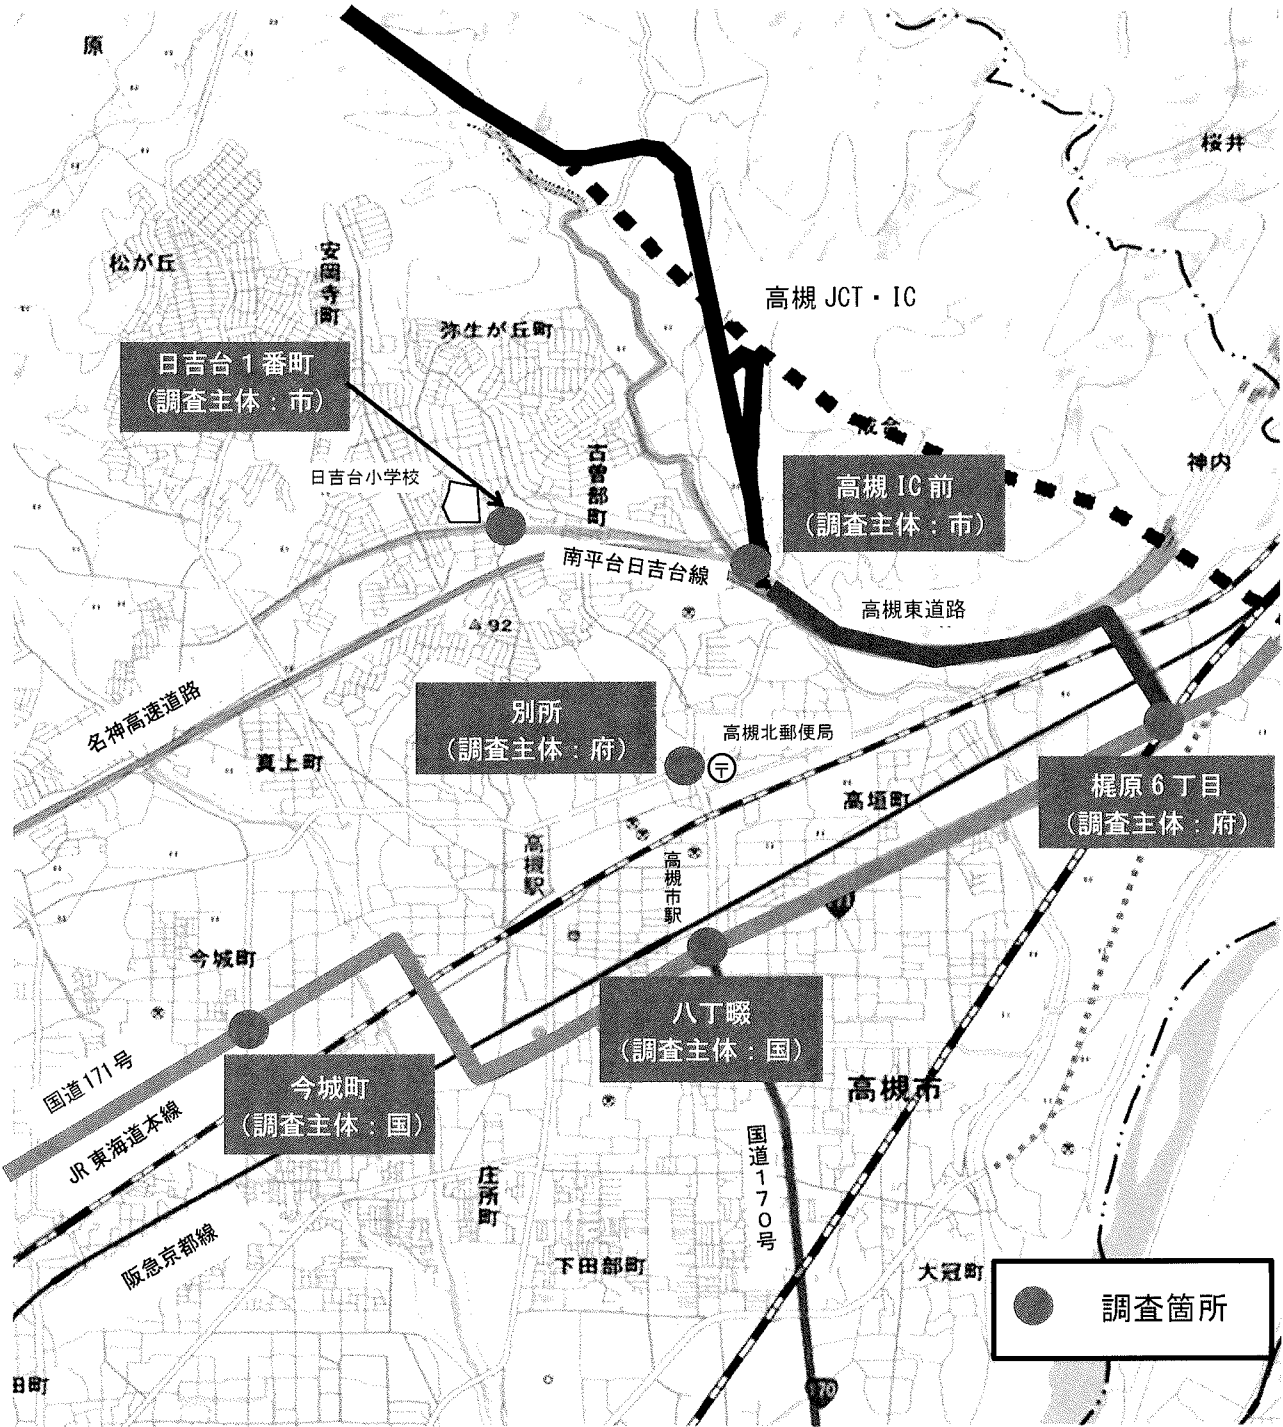 原
桜井
松が丘
安岡寺町
高槻 JCT・IC
弥生が丘町
日吉台1番町
(調査主体：市)
成合
古曽部町
神内
日吉台小学校
高槻 IC 前
(調査主体：市)
南平台日吉台線
高槻東道路
92
別所
(調査主体：府)
名神高速道路
高槻北郵便局
真上町
梶原6丁目
(調査主体：府)
高垣町
高槻駅
高槻市駅
171
今城町
八丁畷
(調査主体：国)
国道171号
今城町
(調査主体：国)
高槻市
JR 東海道本線
国道170号
庄所町
阪急京都線
下田部町
大冠町
調査箇所
田町
170